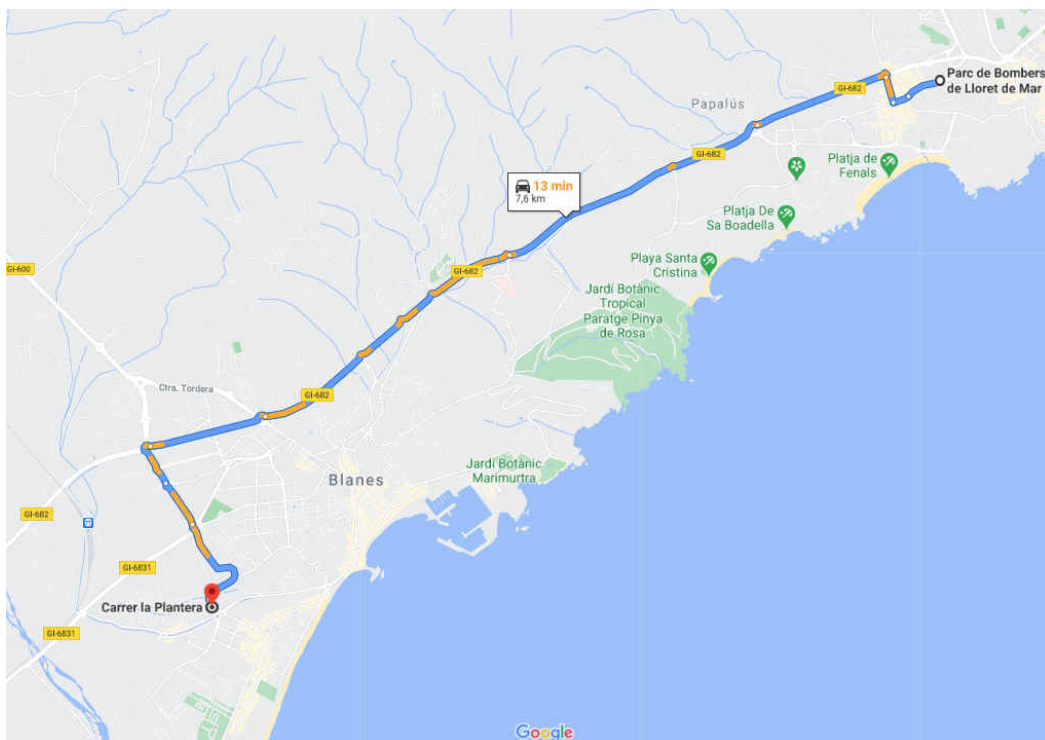 Parc de Bombers
de Lloret de Mar
GI-682
Papalús
GI-682
Platja de
Fenals
13 min
7,6 km
Platja De
Sa Boadella
Playa Santa
Cristina
GI-600
GI-682
Jardí Botànic
Tropical
Paratge Pinya
de Rosa
Ctra. Tordera
GI-682
Jardí Botànic
Marimurtra
Blanes
GI-682
GI-6831
Carrer la Plantera
GI-6831
Google